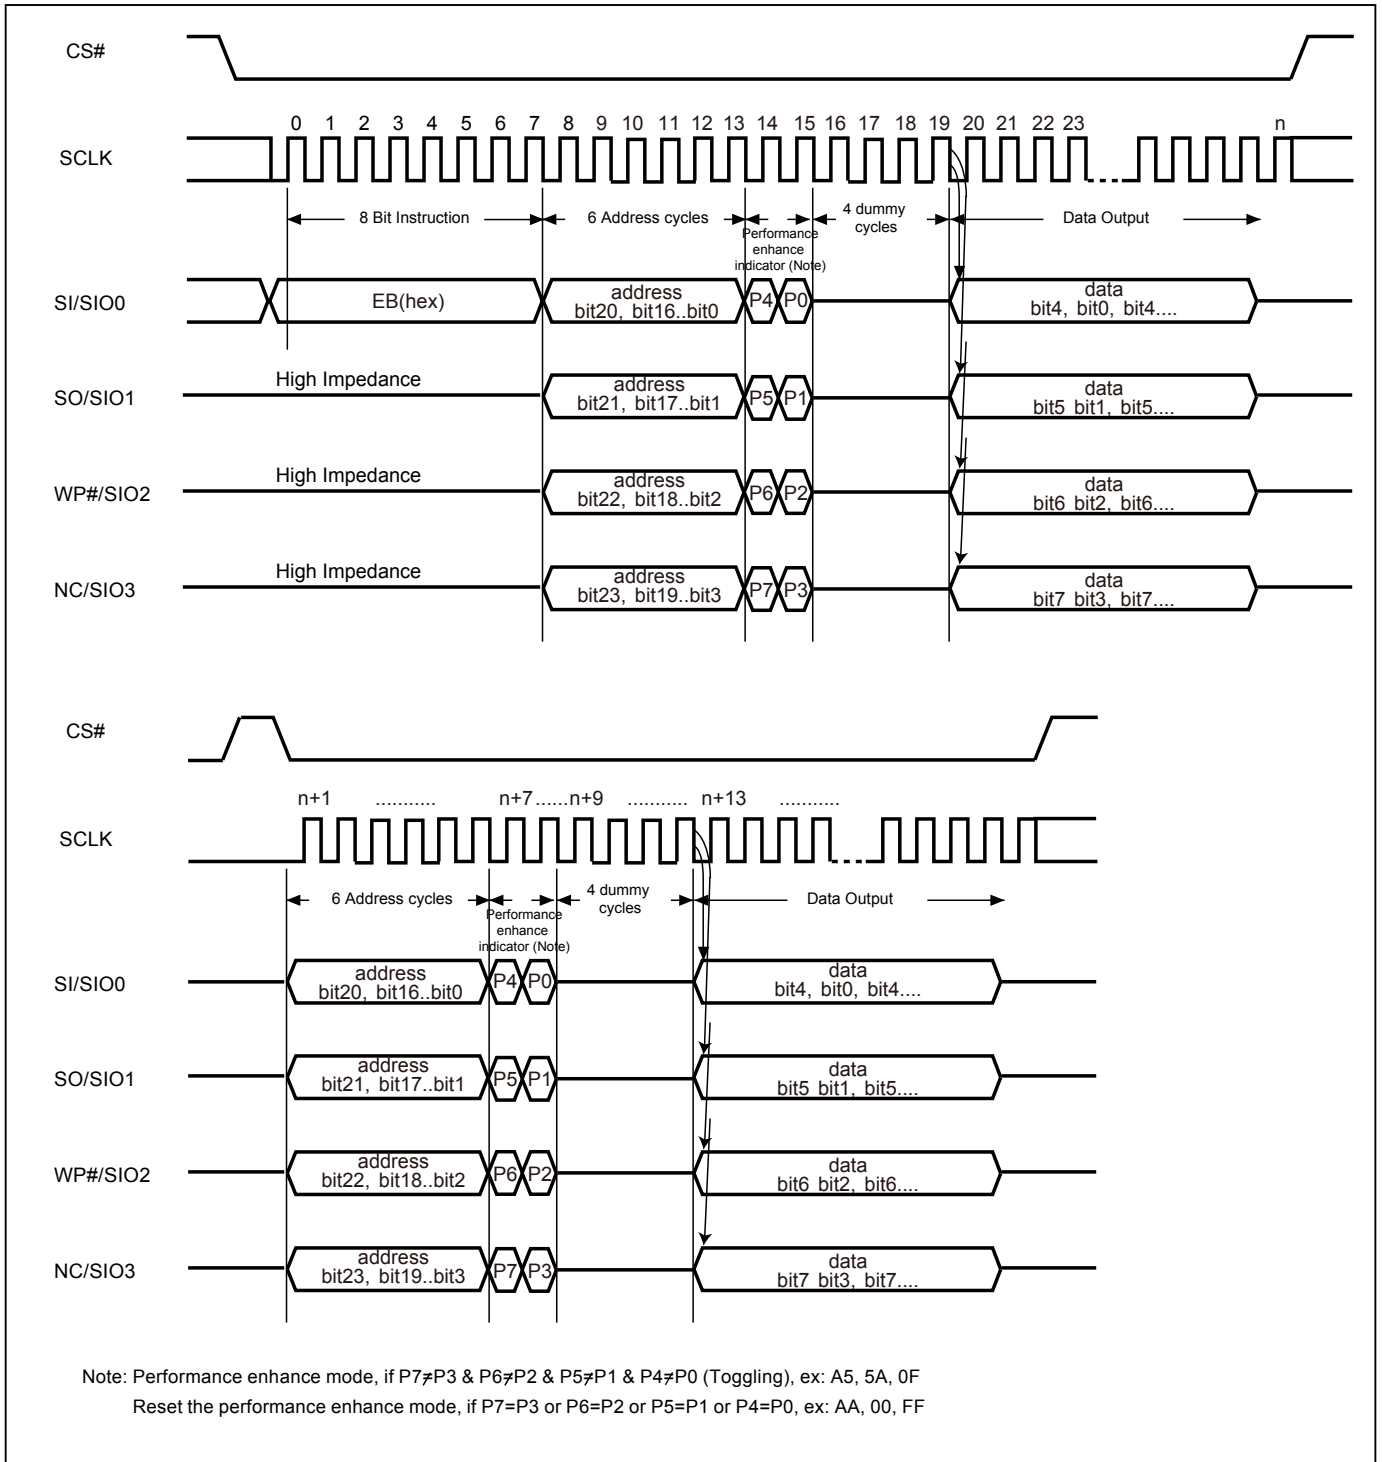 CS#
0 1 2 3 4 5 6 7 8 9 10 11 12 13 14 15 16 17 18 19 20 21 22 23 n
SCLK
8 Bit Instruction 6 Address cycles 4 dummy cycles Data Output
Performance enhance indicator (Note)
SI/SIO0 EB(hex) address bit20, bit16..bit0 P4 P0 data bit4, bit0, bit4....
High Impedance
SO/SIO1 address bit21, bit17..bit1 P5 P1 data bit5 bit1, bit5....
High Impedance
WP#/SIO2 address bit22, bit18..bit2 P6 P2 data bit6 bit2, bit6....
High Impedance
NC/SIO3 address bit23, bit19..bit3 P7 P3 data bit7 bit3, bit7....
CS#
n+1 ........... n+7......n+9 ........... n+13 ...........
SCLK
6 Address cycles 4 dummy cycles Data Output
Performance enhance indicator (Note)
SI/SIO0 address bit20, bit16..bit0 P4 P0 data bit4, bit0, bit4....
SO/SIO1 address bit21, bit17..bit1 P5 P1 data bit5 bit1, bit5....
WP#/SIO2 address bit22, bit18..bit2 P6 P2 data bit6 bit2, bit6....
NC/SIO3 address bit23, bit19..bit3 P7 P3 data bit7 bit3, bit7....
Note: Performance enhance mode, if P7≠P3 & P6≠P2 & P5≠P1 & P4≠P0 (Toggling), ex: A5, 5A, 0F
Reset the performance enhance mode, if P7=P3 or P6=P2 or P5=P1 or P4=P0, ex: AA, 00, FF